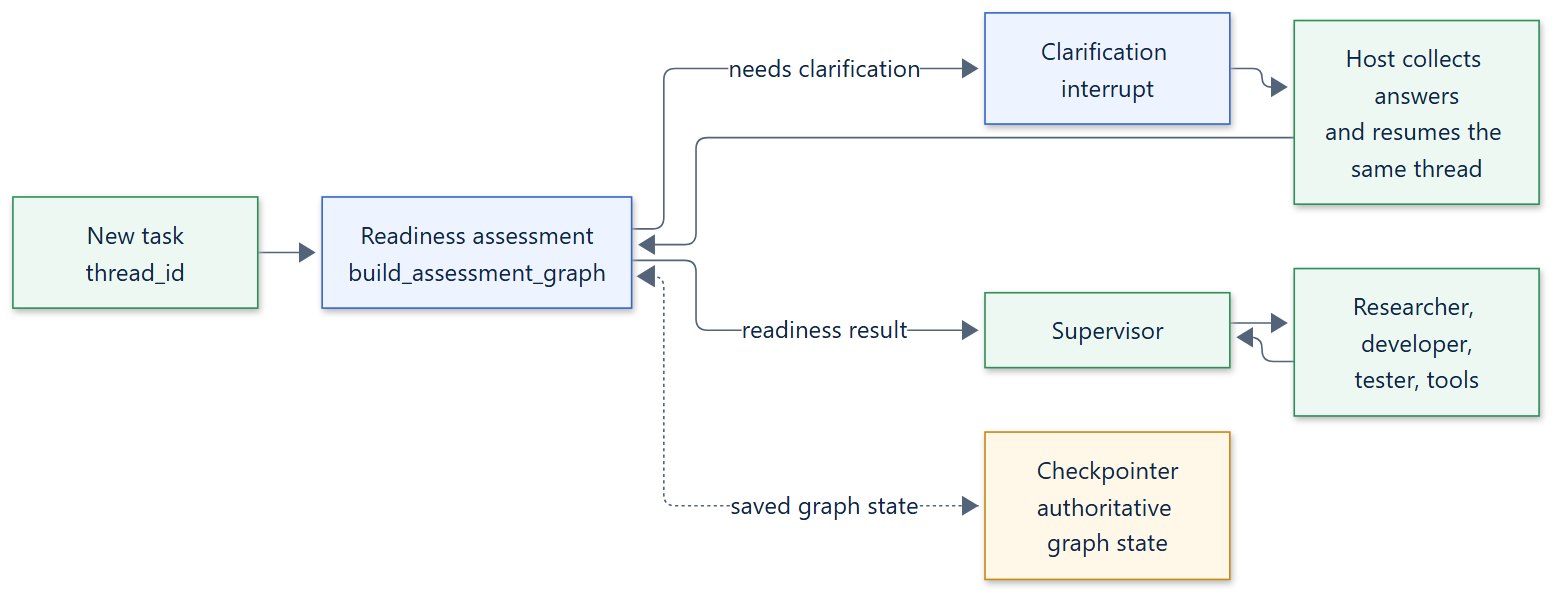 New task
thread_id
Readiness assessment
build_assessment_graph
needs clarification
Clarification
interrupt
Host collects
answers
and resumes the
same thread
readiness result
Supervisor
Researcher,
developer,
tester, tools
saved graph state
Checkpointer
authoritative
graph state